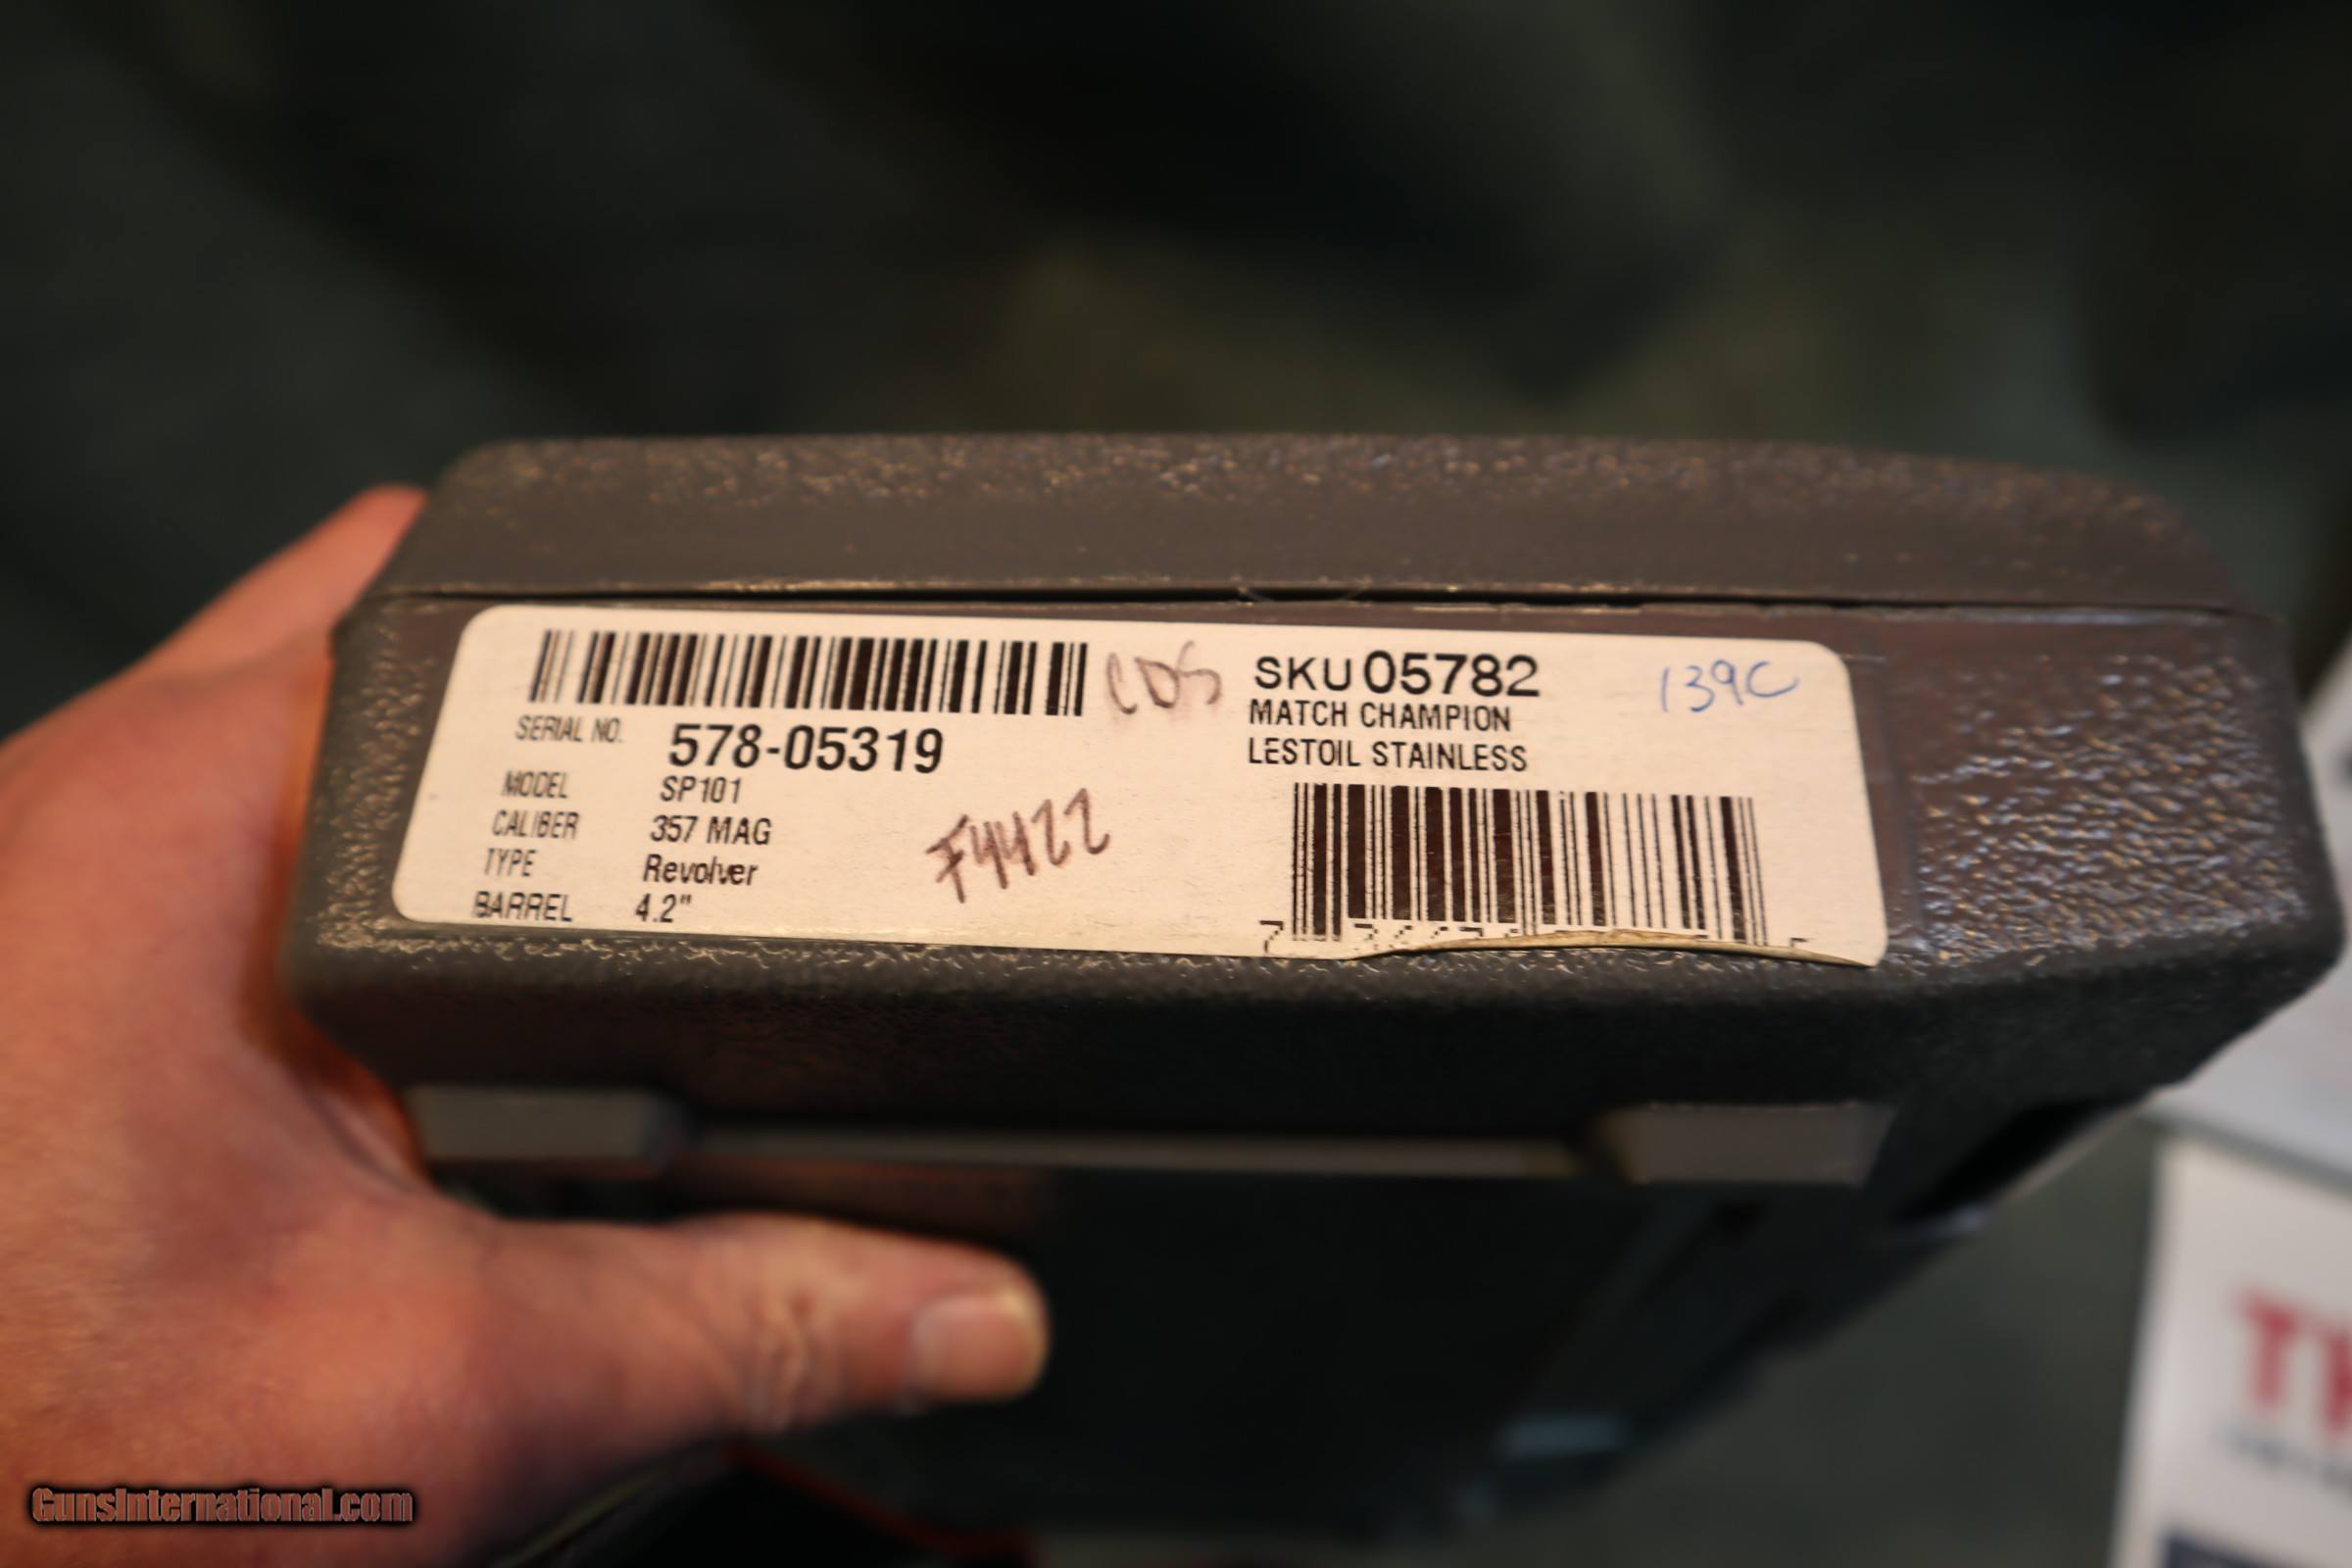 CDS
SERIAL NO. 578-05319
MODEL SP101
CALIBER 357 MAG
TYPE Revolver
BARREL 4.2"
F4422
SKU 05782
139C
MATCH CHAMPION
LESTOIL STAINLESS
7
GunsInternational.com